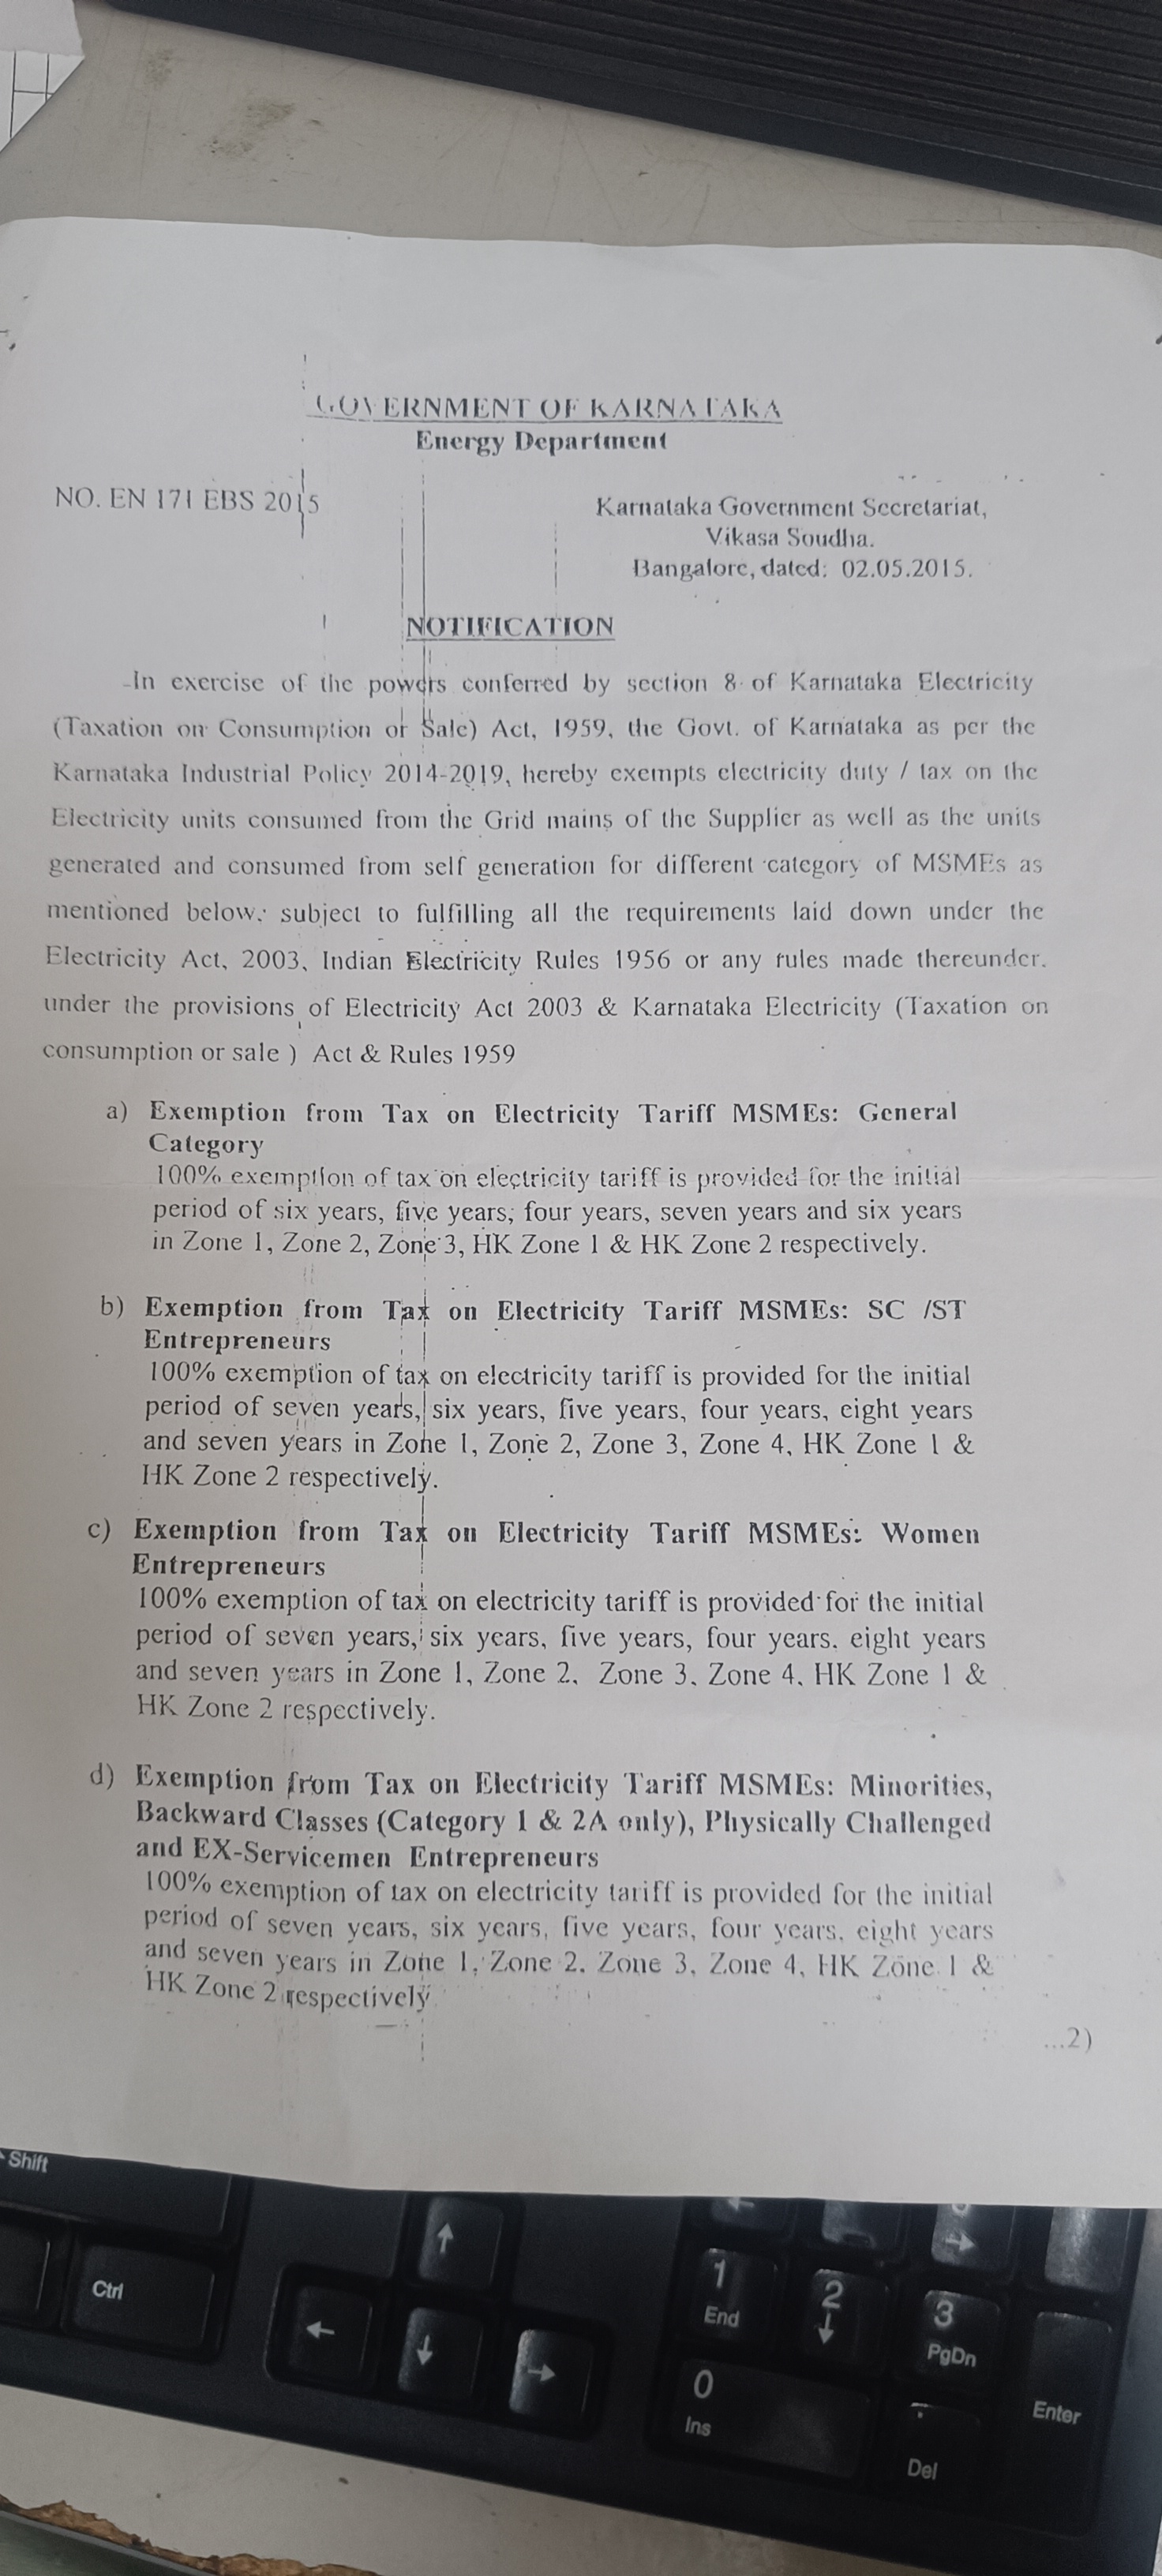 GOVERNMENT OF KARNATAKA
Energy Department
NO. EN 171 EBS 2015
Karnataka Government Secretariat,
Vikasa Soudha.
Bangalore, dated: 02.05.2015.
NOTIFICATION
In exercise of the powers conferred by section 8 of Karnataka Electricity
(Taxation on Consumption or Sale) Act, 1959, the Govt. of Karnataka as per the
Karnataka Industrial Policy 2014-2019, hereby exempts electricity duty / tax on the
Electricity units consumed from the Grid mains of the Supplier as well as the units
generated and consumed from self generation for different category of MSMEs as
mentioned below: subject to fulfilling all the requirements laid down under the
Electricity Act, 2003, Indian Electricity Rules 1956 or any rules made thereunder.
under the provisions of Electricity Act 2003 & Karnataka Electricity (Taxation on
consumption or sale ) Act & Rules 1959
a) Exemption from Tax on Electricity Tariff MSMEs: General
Category
100% exemption of tax on electricity tariff is provided for the initial
period of six years, five years, four years, seven years and six years
in Zone 1, Zone 2, Zone 3, HK Zone 1 & HK Zone 2 respectively.
b) Exemption from Tax on Electricity Tariff MSMEs: SC /ST
Entrepreneurs
100% exemption of tax on electricity tariff is provided for the initial
period of seven years, six years, five years, four years, eight years
and seven years in Zone 1, Zone 2, Zone 3, Zone 4, HK Zone 1 &
HK Zone 2 respectively.
c) Exemption from Tax on Electricity Tariff MSMEs: Women
Entrepreneurs
100% exemption of tax on electricity tariff is provided for the initial
period of seven years, six years, five years, four years. eight years
and seven years in Zone 1, Zone 2, Zone 3, Zone 4, HK Zone 1 &
HK Zone 2 respectively.
d) Exemption from Tax on Electricity Tariff MSMEs: Minorities,
Backward Classes (Category 1 & 2A only), Physically Challenged
and EX-Servicemen Entrepreneurs
100% exemption of tax on electricity tariff is provided for the initial
period of seven years, six years, five years, four years, eight years
and seven years in Zone 1, Zone 2, Zone 3, Zone 4, HK Zone 1 &
HK Zone 2 respectively
...2)
Shift
Ctrl
1
End
2
3
PgDn
0
Ins
.
Del
Enter